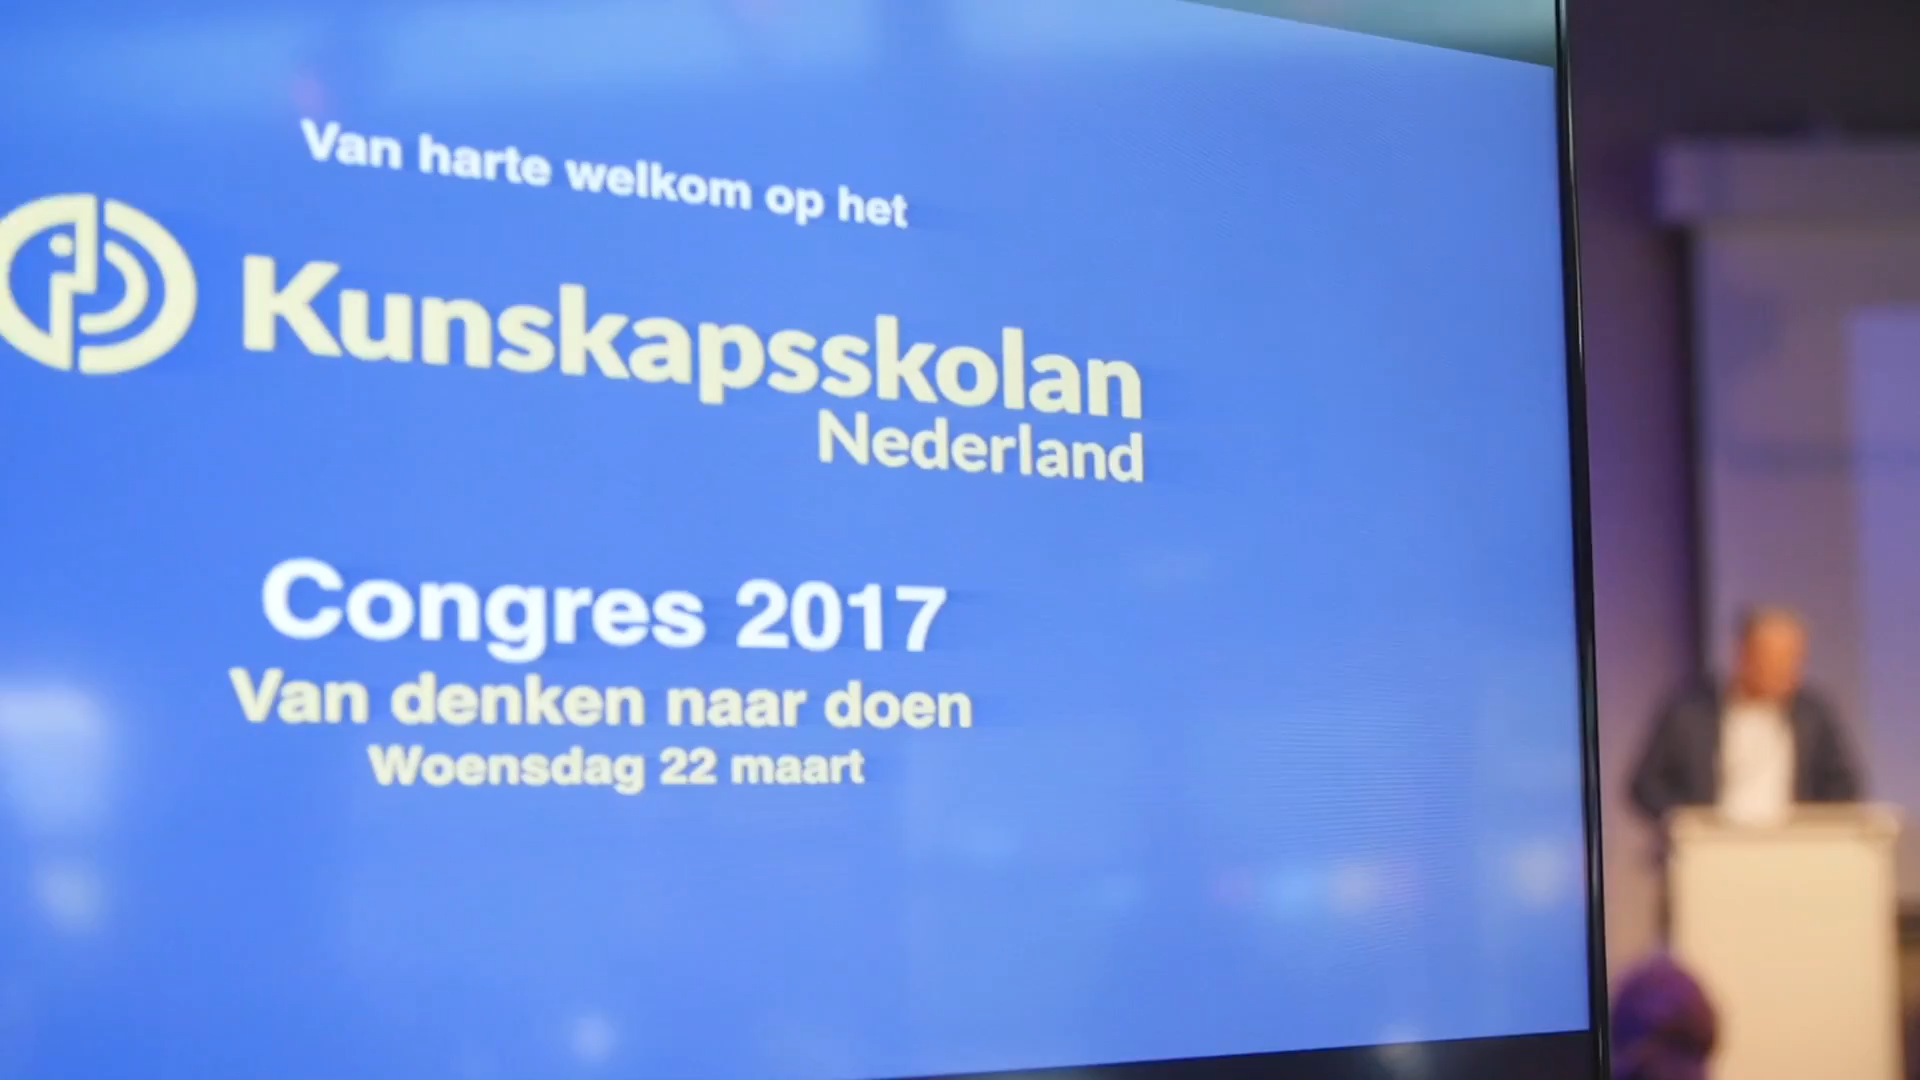 Van harte welkom op het
Kunskapsskolan
Nederland
Congres 2017
Van denken naar doen
Woensdag 22 maart